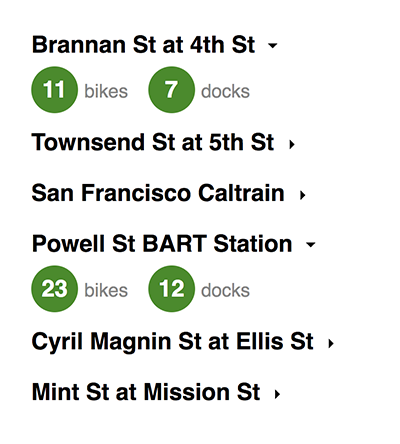 Brannan St at 4th St
11 bikes 7 docks
Townsend St at 5th St
San Francisco Caltrain
Powell St BART Station
23 bikes 12 docks
Cyril Magnin St at Ellis St
Mint St at Mission St